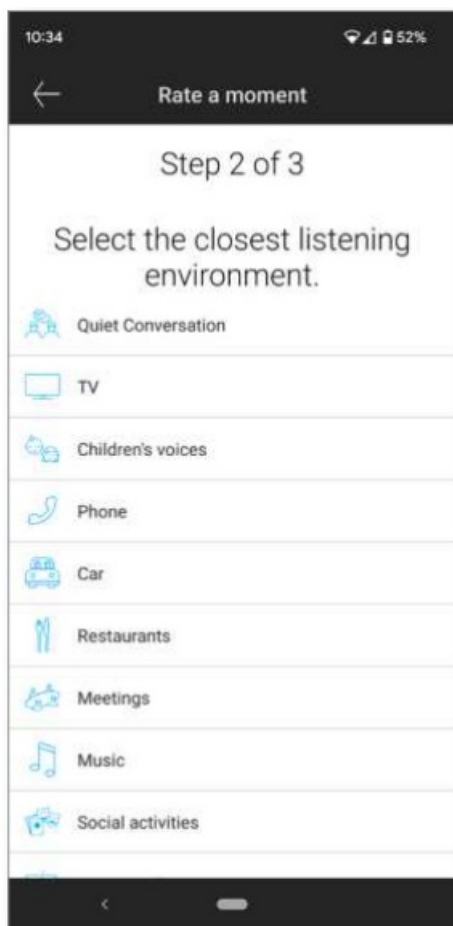 10:34
52%
Rate a moment
Step 2 of 3
Select the closest listening
environment.
Quiet Conversation
TV
Children's voices
Phone
Car
Restaurants
Meetings
Music
Social activities